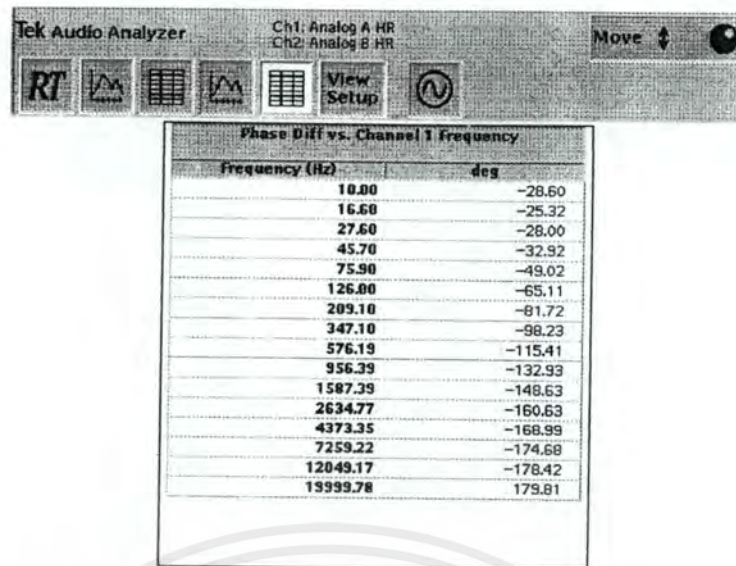 Tek Audio Analyzer
Ch1: Analog A HR
Ch2: Analog B HR
Move
RT
View
Setup
Phase Diff vs. Channel 1 Frequency
Frequency (Hz) deg
10.00 -28.60
16.60 -25.32
27.60 -28.00
45.70 -32.92
75.90 -49.02
126.00 -65.11
209.10 -81.72
347.10 -98.23
576.19 -115.41
956.39 -132.93
1587.39 -148.63
2634.77 -160.63
4373.35 -168.99
7259.22 -174.68
12049.17 -178.42
19999.78 179.81